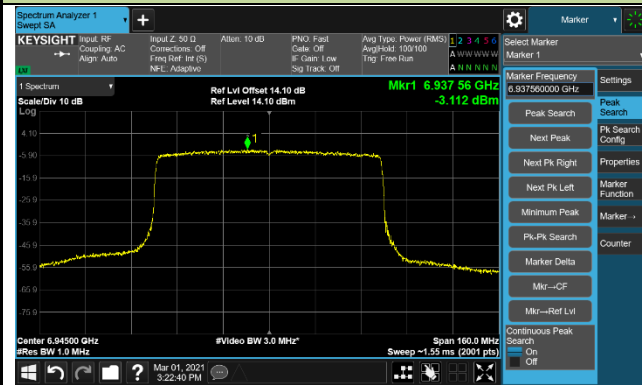 Spectrum Analyzer 1
Swept SA
Marker
KEYSIGHT
Input: RF
Coupling: AC
Align: Auto
Input Z: 50 Ω
Corrections: Off
Freq Ref: Int (S)
NFE: Adaptive
Atten: 10 dB
PNO: Fast
Gate: Off
IF Gain: Low
Sig Track: Off
Avg Type: Power (RMS)
Avg|Hold: 100/100
Trig: Free Run
1 2 3 4 5 6
A W W W W W
A N N N N N
LXI
Select Marker
Marker 1
1 Spectrum
Scale/Div 10 dB
Log
Ref Lvl Offset 14.10 dB
Ref Level 14.10 dBm
Mkr1 6.937 56 GHz
-3.112 dBm
4.10
-5.90
-15.9
-25.9
-35.9
-45.9
-55.9
-65.9
-75.9
1
Center 6.94500 GHz
#Res BW 1.0 MHz
#Video BW 3.0 MHz*
Span 160.0 MHz
Sweep ~1.55 ms (2001 pts)
Marker Frequency
6.937560000 GHz
Peak Search
Next Peak
Next Pk Right
Next Pk Left
Minimum Peak
Pk-Pk Search
Marker Delta
Mkr→CF
Mkr→Ref Lvl
Continuous Peak
Search
On
Off
Settings
Peak
Search
Pk Search
Config
Properties
Marker
Function
Marker→
Counter
Mar 01, 2021
3:22:40 PM